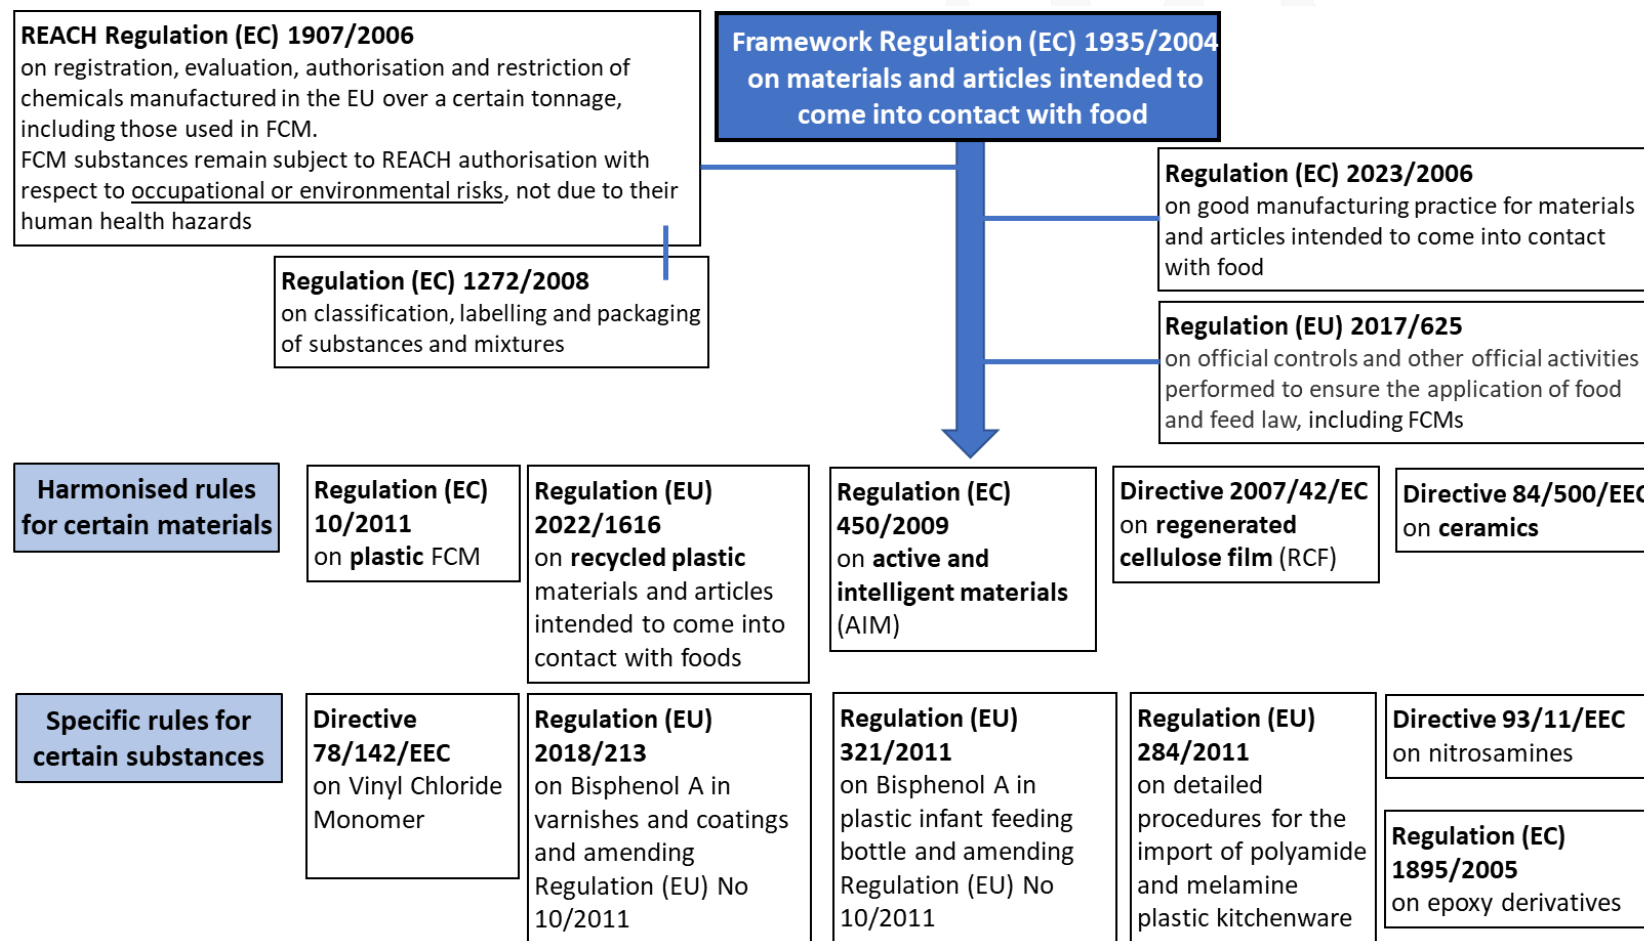 REACH Regulation (EC) 1907/2006
on registration, evaluation, authorisation and restriction of
chemicals manufactured in the EU over a certain tonnage,
including those used in FCM.
FCM substances remain subject to REACH authorisation with
respect to occupational or environmental risks, not due to their
human health hazards
Framework Regulation (EC) 1935/2004
on materials and articles intended to
come into contact with food
Regulation (EC) 2023/2006
on good manufacturing practice for materials
and articles intended to come into contact
with food
Regulation (EC) 1272/2008
on classification, labelling and packaging
of substances and mixtures
Regulation (EU) 2017/625
on official controls and other official activities
performed to ensure the application of food
and feed law, including FCMs
Harmonised rules
for certain materials
Regulation (EC)
10/2011
on plastic FCM
Regulation (EU)
2022/1616
on recycled plastic
materials and articles
intended to come into
contact with foods
Regulation (EC)
450/2009
on active and
intelligent materials
(AIM)
Directive 2007/42/EC
on regenerated
cellulose film (RCF)
Directive 84/500/EEC
on ceramics
Specific rules for
certain substances
Directive
78/142/EEC
on Vinyl Chloride
Monomer
Regulation (EU)
2018/213
on Bisphenol A in
varnishes and coatings
and amending
Regulation (EU) No
10/2011
Regulation (EU)
321/2011
on Bisphenol A in
plastic infant feeding
bottle and amending
Regulation (EU) No
10/2011
Regulation (EU)
284/2011
on detailed
procedures for the
import of polyamide
and melamine
plastic kitchenware
Directive 93/11/EEC
on nitrosamines
Regulation (EC)
1895/2005
on epoxy derivatives